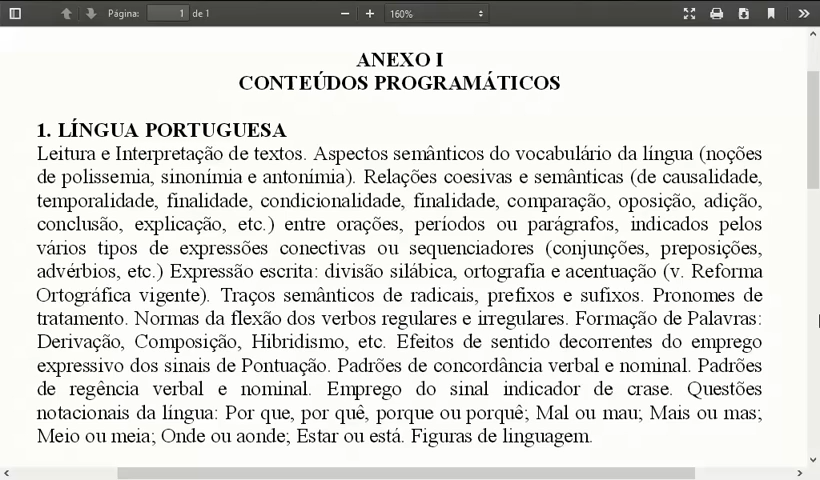 Página: 1 de 1 160%
ANEXO I
CONTEÚDOS PROGRAMÁTICOS
1. LÍNGUA PORTUGUESA
Leitura e Interpretação de textos. Aspectos semânticos do vocabulário da língua (noções
de polissemia, sinonímia e antonímia). Relações coesivas e semânticas (de causalidade,
temporalidade, finalidade, condicionalidade, finalidade, comparação, oposição, adição,
conclusão, explicação, etc.) entre orações, períodos ou parágrafos, indicados pelos
vários tipos de expressões conectivas ou sequenciadores (conjunções, preposições,
advérbios, etc.) Expressão escrita: divisão silábica, ortografia e acentuação (v. Reforma
Ortográfica vigente). Traços semânticos de radicais, prefixos e sufixos. Pronomes de
tratamento. Normas da flexão dos verbos regulares e irregulares. Formação de Palavras:
Derivação, Composição, Hibridismo, etc. Efeitos de sentido decorrentes do emprego
expressivo dos sinais de Pontuação. Padrões de concordância verbal e nominal. Padrões
de regência verbal e nominal. Emprego do sinal indicador de crase. Questões
notacionais da língua: Por que, por quê, porque ou porquê; Mal ou mau; Mais ou mas;
Meio ou meia; Onde ou aonde; Estar ou está. Figuras de linguagem.